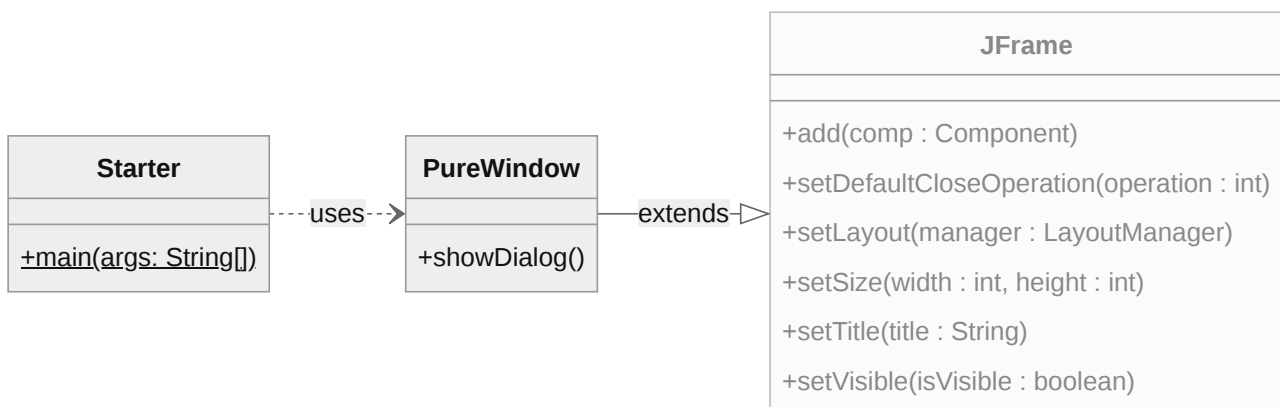 Starter
+main(args: String[])
uses
PureWindow
+showDialog()
extends
JFrame
+add(comp : Component)
+setDefaultCloseOperation(operation : int)
+setLayout(manager : LayoutManager)
+setSize(width : int, height : int)
+setTitle(title : String)
+setVisible(isVisible : boolean)